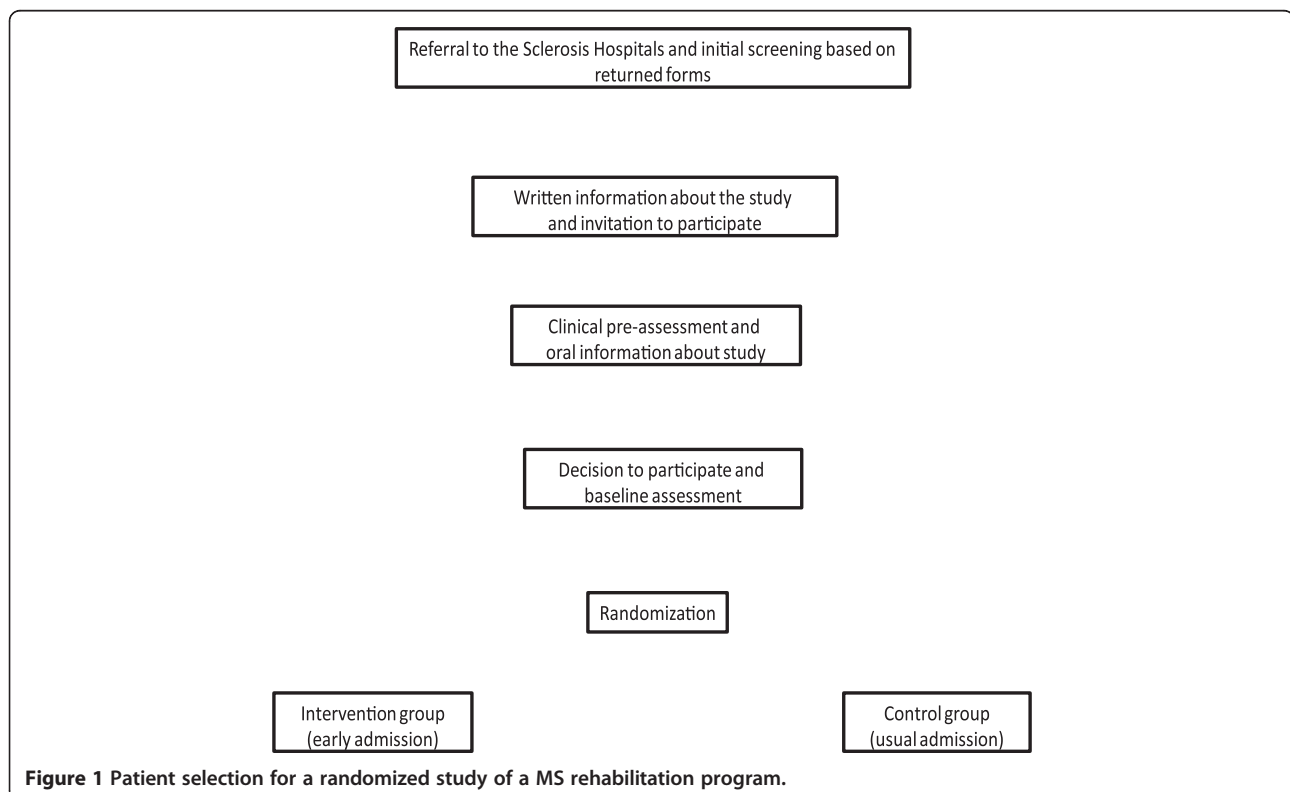 Referral to the Sclerosis Hospitals and initial screening based on
returned forms
Written information about the study
and invitation to participate
Clinical pre-assessment and
oral information about study
Decision to participate and
baseline assessment
Randomization
Intervention group
(early admission)
Control group
(usual admission)
Figure 1 Patient selection for a randomized study of a MS rehabilitation program.